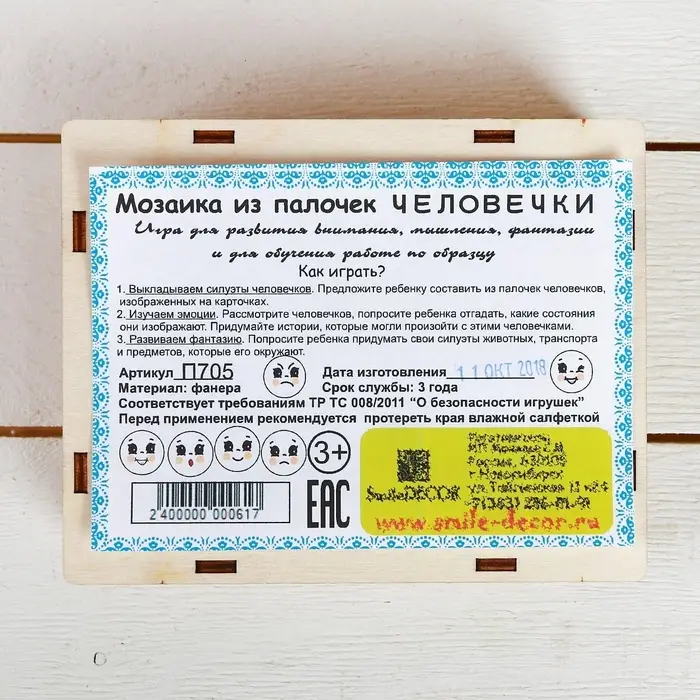 Мозаика из палочек ЧЕЛОВЕЧКИ
Игра для развития внимания, мышления, фантазии
и для обучения работе по образцу
Как играть?
1. Выкладываем силуэты человечков. Предложите ребенку составить из палочек человечков,
изображенных на карточках.
2. Изучаем эмоции. Рассмотрите человечков, попросите ребенка отгадать, какие состояния
они изображают. Придумайте истории, которые могли произойти с этими человечками.
3. Развиваем фантазию. Попросите ребенка придумать свои силуэты животных, транспорта
и предметов, которые его окружают.
Артикул П705 Дата изготовления 11 ОКТ 2018
Материал: фанера Срок службы: 3 года
Соответствует требованиям ТР ТС 008/2011 “О безопасности игрушек”
Перед применением рекомендуется протереть края влажной салфеткой
3+
2400000 000617
EAC
SmileDECOR
Россия
г.Новосибирск
www.smile-decor.ru